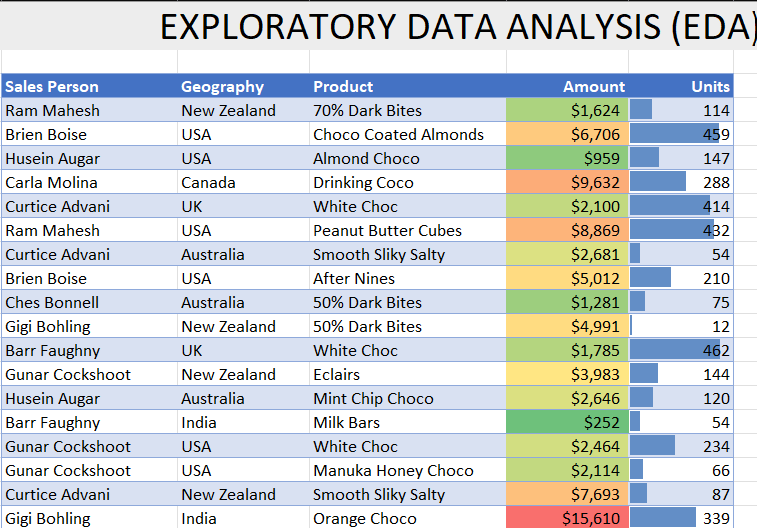 EXPLORATORY DATA ANALYSIS (EDA)
Sales Person Geography Product Amount Units
Ram Mahesh New Zealand 70% Dark Bites $1,624 114
Brien Boise USA Choco Coated Almonds $6,706 459
Husein Augar USA Almond Choco $959 147
Carla Molina Canada Drinking Coco $9,632 288
Curtice Advani UK White Choc $2,100 414
Ram Mahesh USA Peanut Butter Cubes $8,869 432
Curtice Advani Australia Smooth Sliky Salty $2,681 54
Brien Boise USA After Nines $5,012 210
Ches Bonnell Australia 50% Dark Bites $1,281 75
Gigi Bohling New Zealand 50% Dark Bites $4,991 12
Barr Faughny UK White Choc $1,785 462
Gunar Cockshoot New Zealand Eclairs $3,983 144
Husein Augar Australia Mint Chip Choco $2,646 120
Barr Faughny India Milk Bars $252 54
Gunar Cockshoot USA White Choc $2,464 234
Gunar Cockshoot USA Manuka Honey Choco $2,114 66
Curtice Advani New Zealand Smooth Sliky Salty $7,693 87
Gigi Bohling India Orange Choco $15,610 339